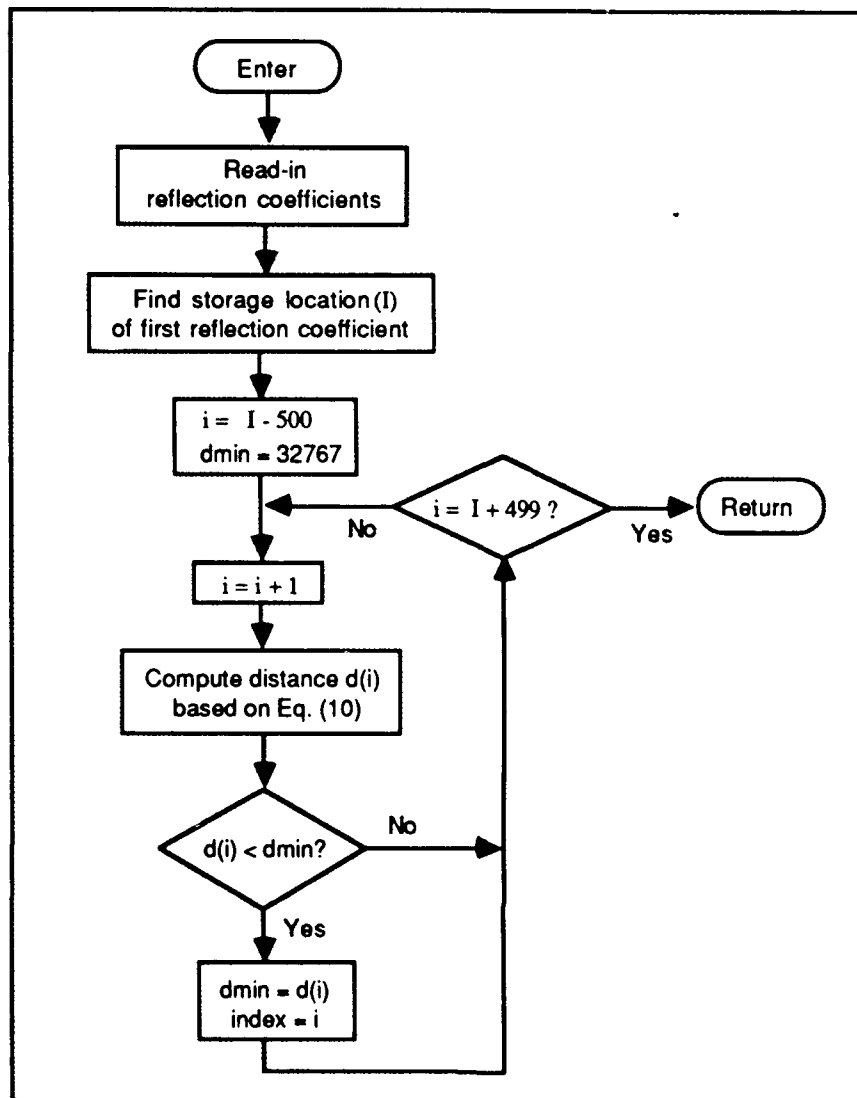 Enter
Read-in
reflection coefficients
Find storage location (I)
of first reflection coefficient
i = I - 500
dmin = 32767
i = I + 499 ?
No
Yes
Return
i = i + 1
Compute distance d(i)
based on Eq. (10)
d(i) < dmin?
No
Yes
dmin = d(i)
index = i